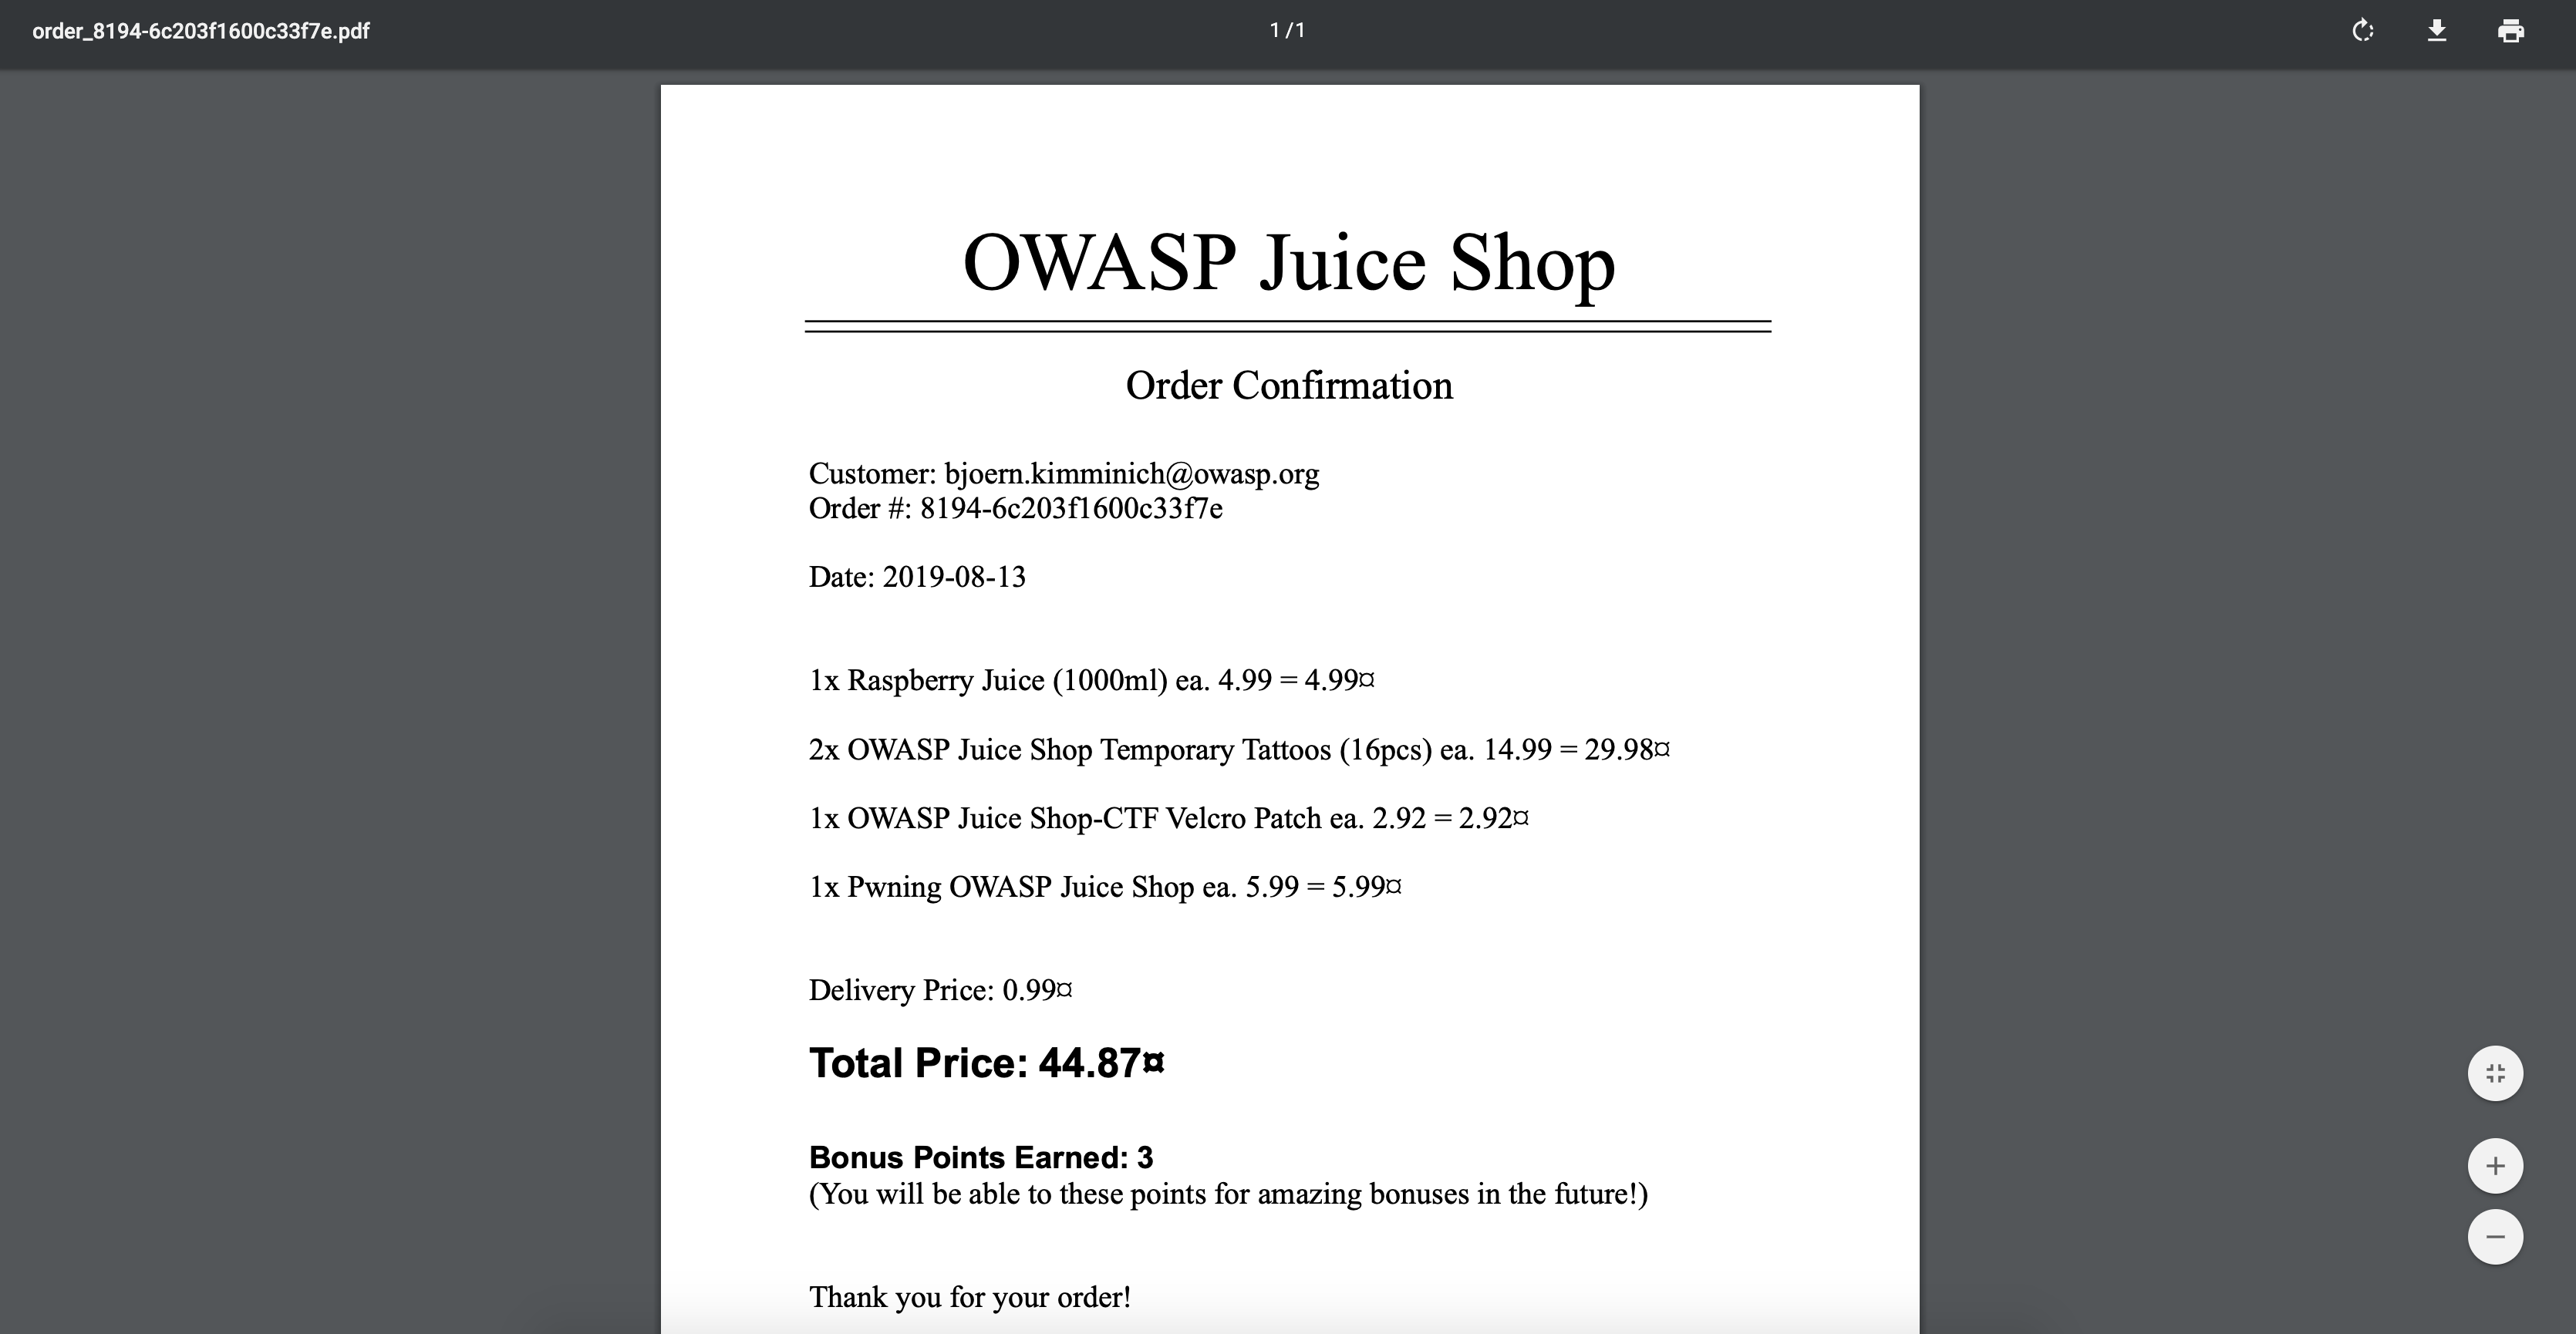 order_8194-6c203f1600c33f7e.pdf
1 / 1
OWASP Juice Shop
Order Confirmation
Customer: bjoern.kimminich@owasp.org
Order #: 8194-6c203f1600c33f7e
Date: 2019-08-13
1x Raspberry Juice (1000ml) ea. 4.99 = 4.99¤
2x OWASP Juice Shop Temporary Tattoos (16pcs) ea. 14.99 = 29.98¤
1x OWASP Juice Shop-CTF Velcro Patch ea. 2.92 = 2.92¤
1x Pwning OWASP Juice Shop ea. 5.99 = 5.99¤
Delivery Price: 0.99¤
Total Price: 44.87¤
Bonus Points Earned: 3
(You will be able to these points for amazing bonuses in the future!)
Thank you for your order!